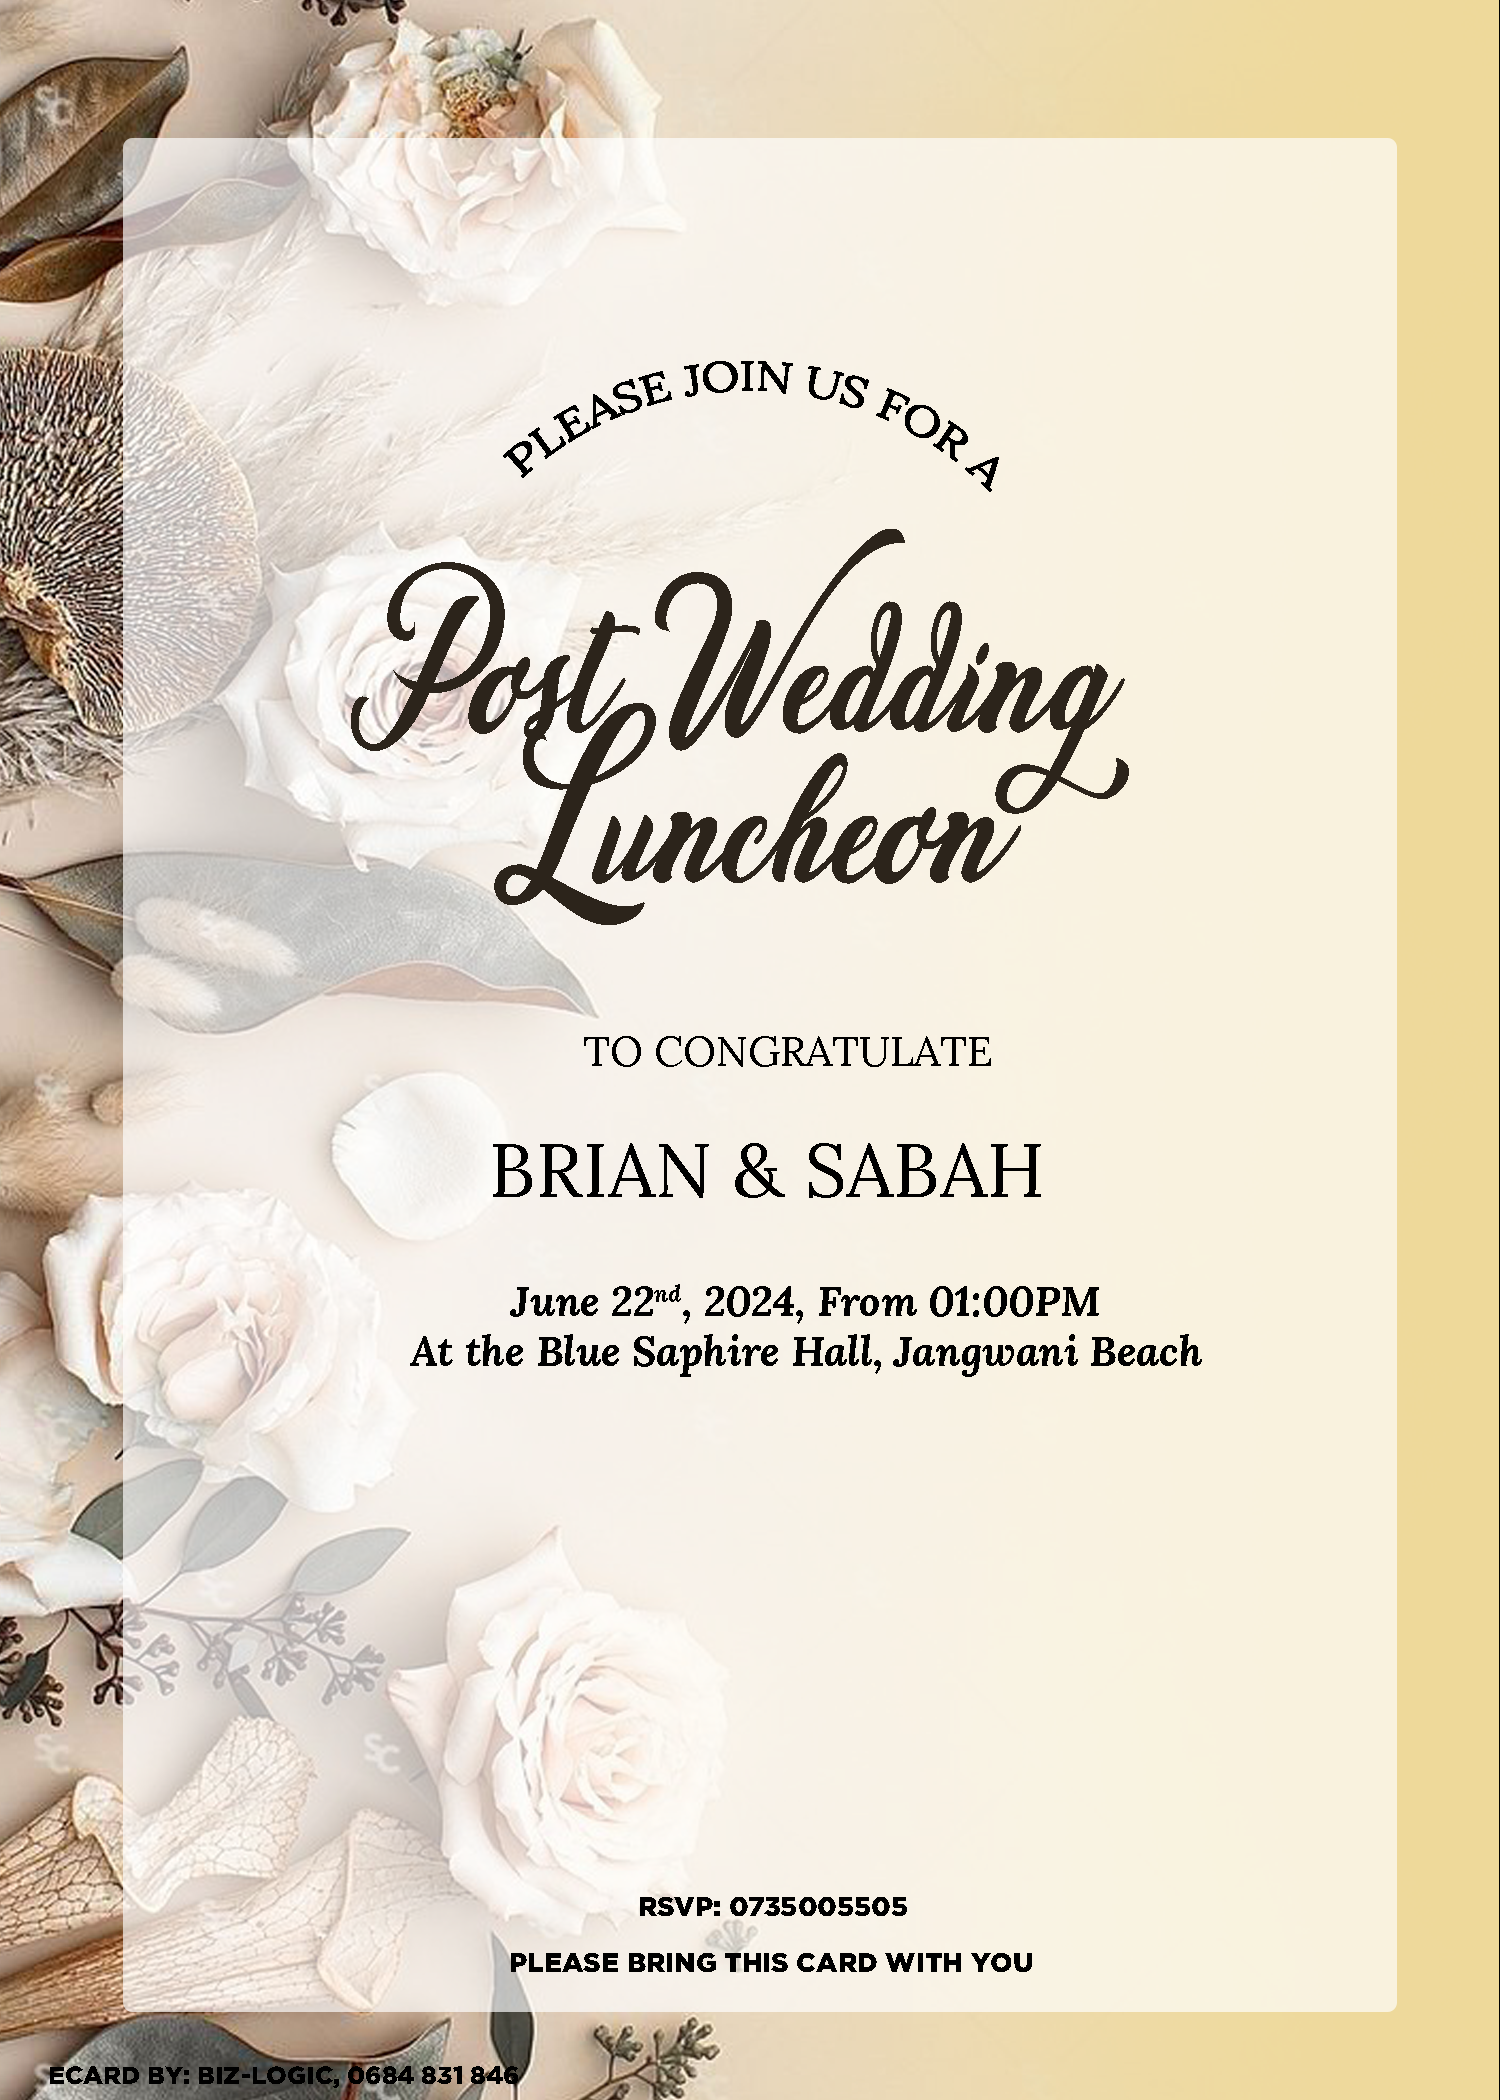 PLEASE JOIN US FOR A
Post Wedding
Luncheon
TO CONGRATULATE
BRIAN & SABAH
June 22nd, 2024, From 01:00PM
At the Blue Saphire Hall, Jangwani Beach
RSVP: 0735005505
PLEASE BRING THIS CARD WITH YOU
ECARD BY: BIZ-LOGIC, 0684 831 846